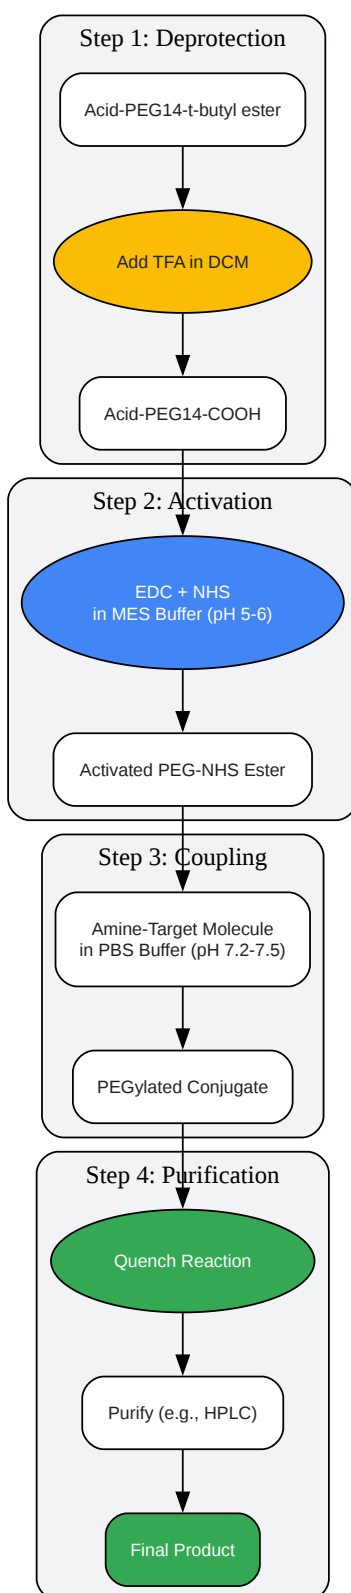 Step 1: Deprotection
Acid-PEG14-t-butyl ester
Add TFA in DCM
Acid-PEG14-COOH
Step 2: Activation
EDC + NHS
in MES Buffer (pH 5-6)
Activated PEG-NHS Ester
Step 3: Coupling
Amine-Target Molecule
in PBS Buffer (pH 7.2-7.5)
PEGylated Conjugate
Step 4: Purification
Quench Reaction
Purify (e.g., HPLC)
Final Product